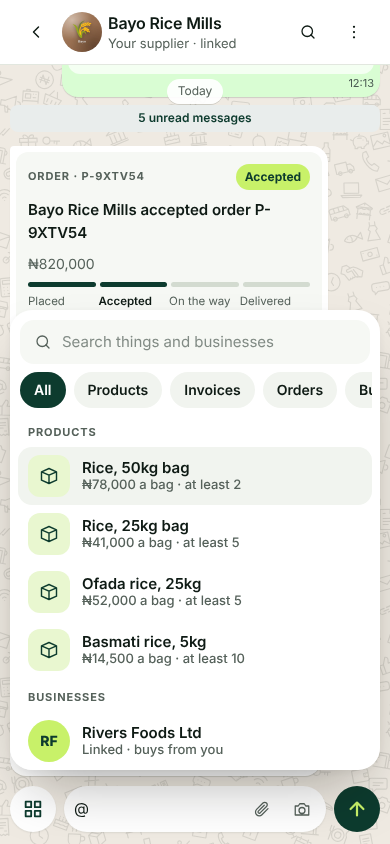 Bayo Rice Mills
Your supplier · linked
12:13
Today
5 unread messages
ORDER · P-9XTV54
Accepted
Bayo Rice Mills accepted order P-
9XTV54
₦820,000
Placed
Accepted
On the way
Delivered
Search things and businesses
All
Products
Invoices
Orders
Bu
PRODUCTS
Rice, 50kg bag
₦78,000 a bag · at least 2
Rice, 25kg bag
₦41,000 a bag · at least 5
Ofada rice, 25kg
₦52,000 a bag · at least 5
Basmati rice, 5kg
₦14,500 a bag · at least 10
BUSINESSES
RF
Rivers Foods Ltd
Linked · buys from you
@